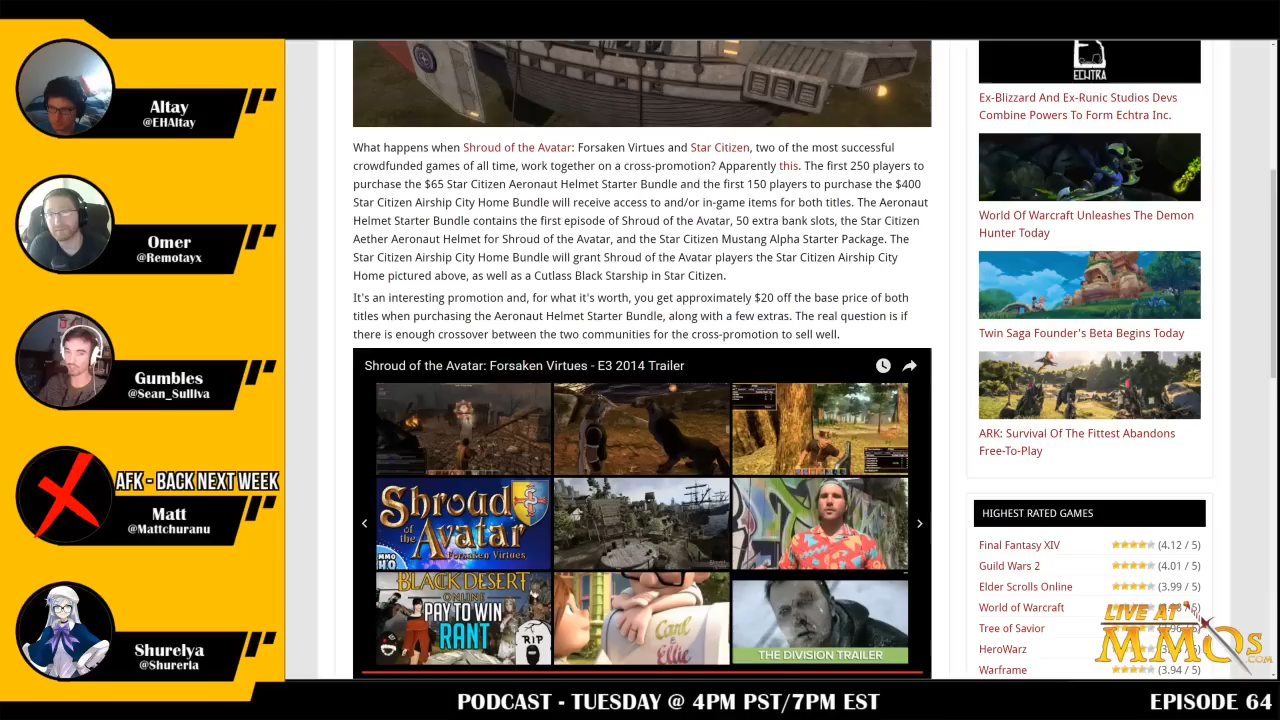 Altay
@EHAltay
Omer
@Remotayx
Gumbles
@Sean_Sulliva
AFK - BACK NEXT WEEK
Matt
@Mattchuranu
Shurelya
@Shureria
What happens when Shroud of the Avatar: Forsaken Virtues and Star Citizen, two of the most successful
crowdfunded games of all time, work together on a cross-promotion? Apparently this. The first 250 players to
purchase the $65 Star Citizen Aeronaut Helmet Starter Bundle and the first 150 players to purchase the $400
Star Citizen Airship City Home Bundle will receive access to and/or in-game items for both titles. The Aeronaut
Helmet Starter Bundle contains the first episode of Shroud of the Avatar, 50 extra bank slots, the Star Citizen
Aether Aeronaut Helmet for Shroud of the Avatar, and the Star Citizen Mustang Alpha Starter Package. The
Star Citizen Airship City Home Bundle will grant Shroud of the Avatar players the Star Citizen Airship City
Home pictured above, as well as a Cutlass Black Starship in Star Citizen.
It's an interesting promotion and, for what it's worth, you get approximately $20 off the base price of both
titles when purchasing the Aeronaut Helmet Starter Bundle, along with a few extras. The real question is if
there is enough crossover between the two communities for the cross-promotion to sell well.
Shroud of the Avatar: Forsaken Virtues - E3 2014 Trailer
Shroud
of the Avatar
Forsaken Virtues
MMO
HQ
BLACK DESERT
ONLINE
PAY TO WIN
RANT
RIP
Carl
Ellie
THE DIVISION TRAILER
ECHTRA
Ex-Blizzard And Ex-Runic Studios Devs
Combine Powers To Form Echtra Inc.
World Of Warcraft Unleashes The Demon
Hunter Today
Twin Saga Founder's Beta Begins Today
ARK: Survival Of The Fittest Abandons
Free-To-Play
HIGHEST RATED GAMES
Final Fantasy XIV (4.12 / 5)
Guild Wars 2 (4.01 / 5)
Elder Scrolls Online (3.99 / 5)
World of Warcraft
Tree of Savior
HeroWarz
Warframe (3.94 / 5)
LIVE AT
MMOs
.COM
PODCAST - TUESDAY @ 4PM PST/7PM EST
EPISODE 64